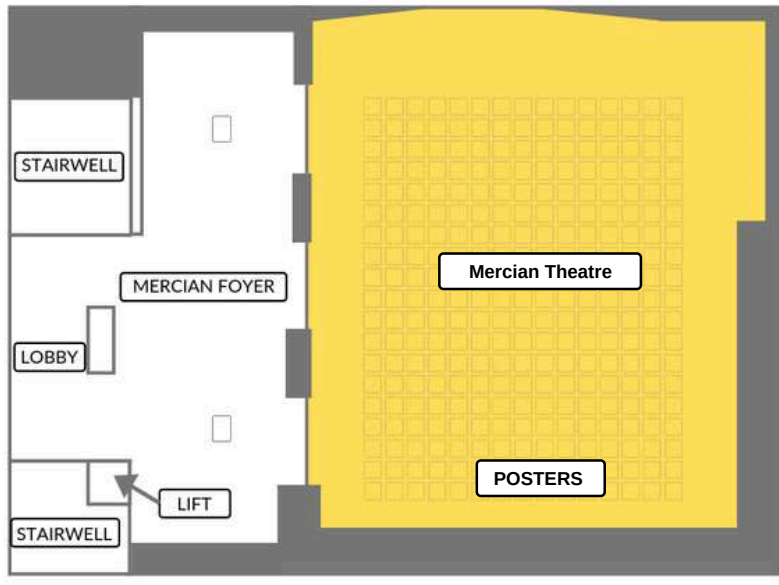 STAIRWELL
Mercian Theatre
MERCIAN FOYER
LOBBY
POSTERS
LIFT
STAIRWELL